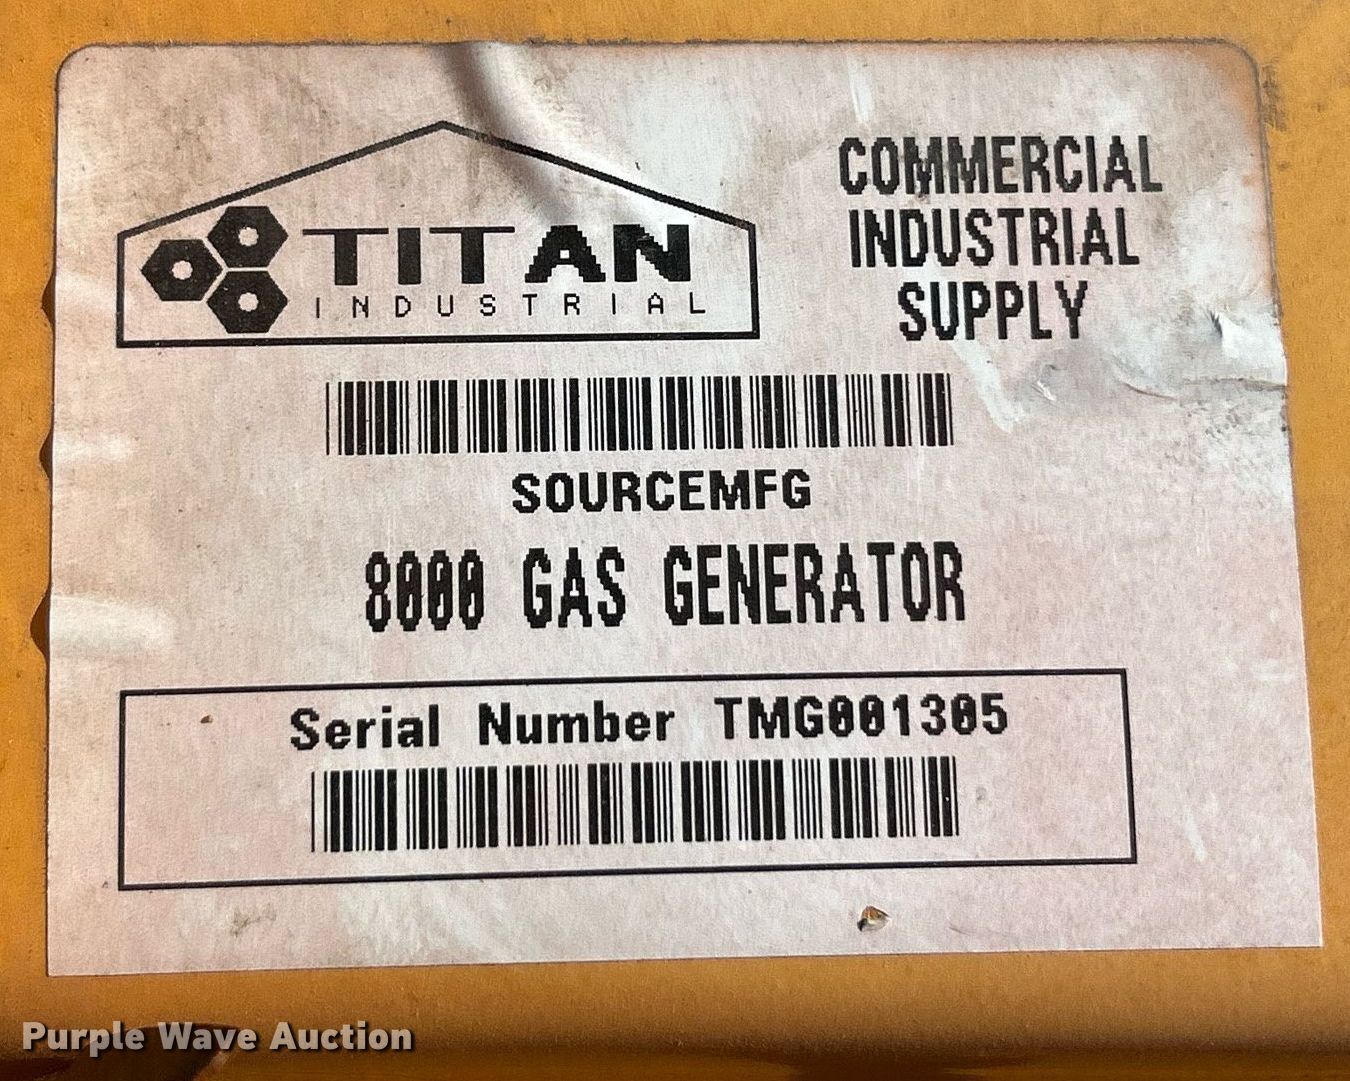 TITAN
INDUSTRIAL
COMMERCIAL
INDUSTRIAL
SUPPLY
SOURCEMFG
8000 GAS GENERATOR
Serial Number TMG001305
Purple Wave Auction